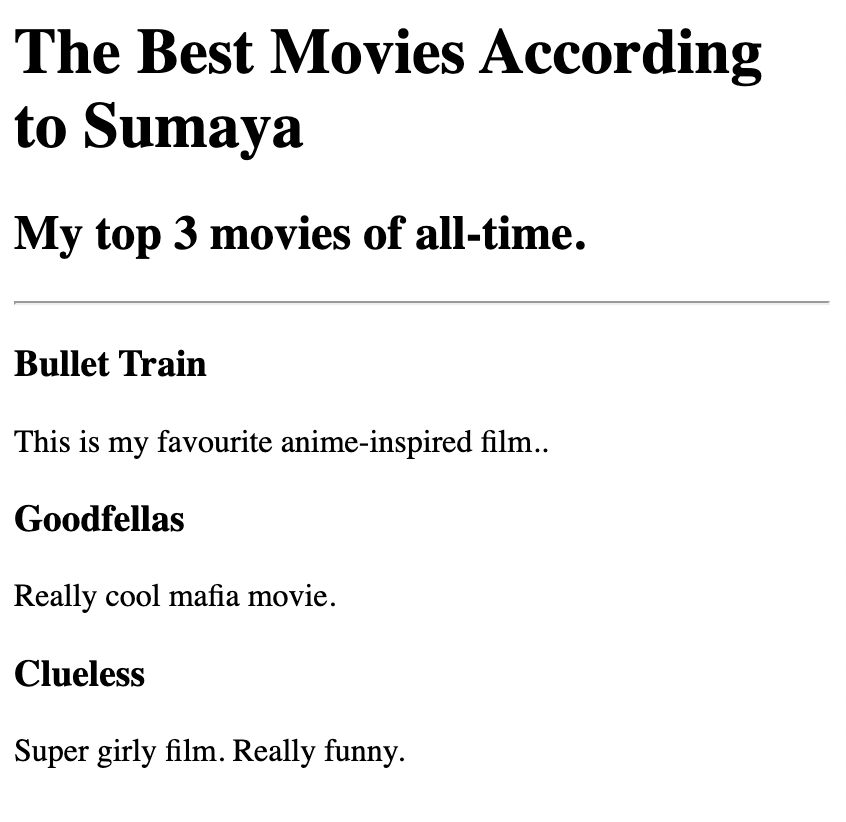 The Best Movies According
to Sumaya
My top 3 movies of all-time.
Bullet Train
This is my favourite anime-inspired film..
Goodfellas
Really cool mafia movie.
Clueless
Super girly film. Really funny.